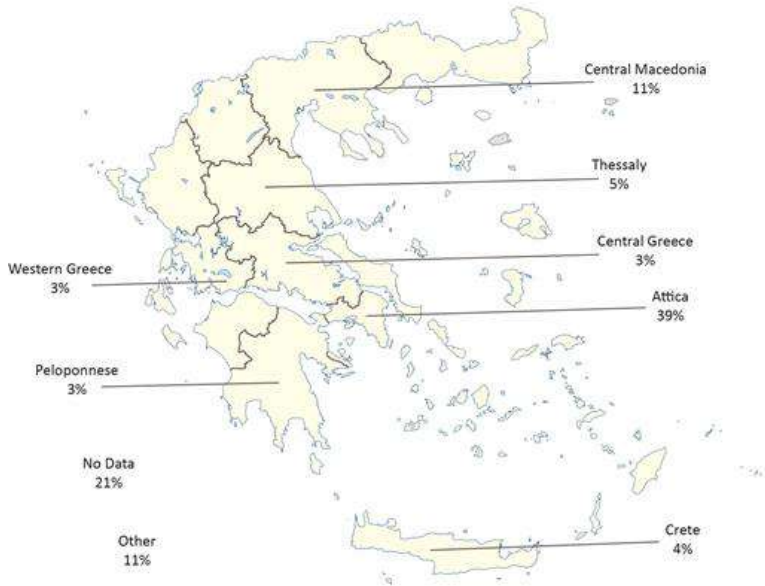 Central Macedonia
11%
Thessaly
5%
Central Greece
3%
Western Greece
3%
Attica
39%
Peloponnese
3%
No Data
21%
Other
11%
Crete
4%